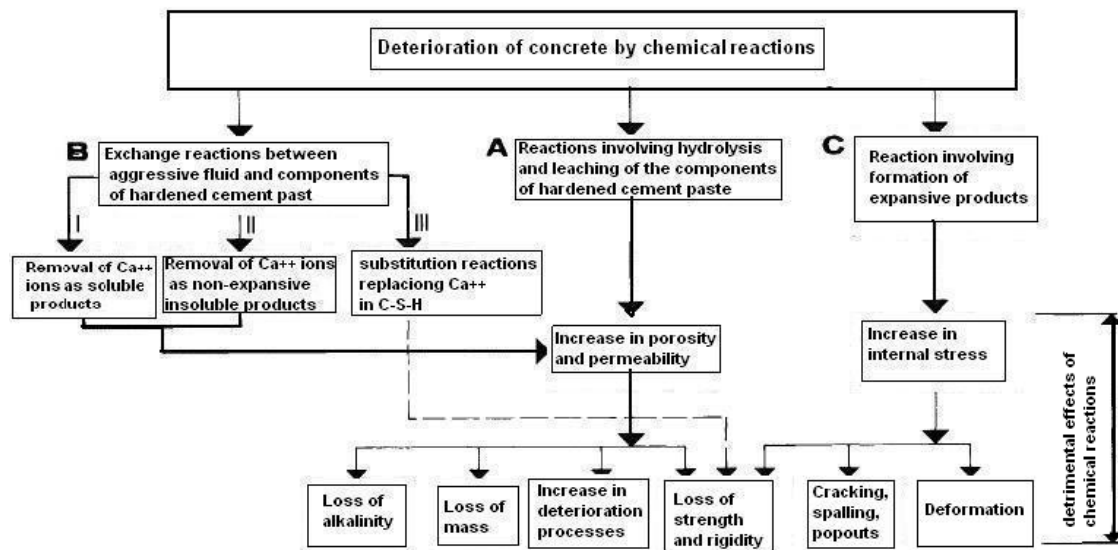 Deterioration of concrete by chemical reactions
B
Exchange reactions between
aggressive fluid and components
of hardened cement past
A
Reactions involving hydrolysis
and leaching of the components
of hardened cement paste
C
Reaction involving
formation of
expansive products
I
II
III
Removal of Ca++
ions as soluble
products
Removal of Ca++ ions
as non-expansive
insoluble products
substitution reactions
replaciong Ca++
in C-S-H
Increase in porosity
and permeability
Increase in
internal stress
Loss of
alkalinity
Loss of
mass
Increase in
deterioration
processes
Loss of
strength
and rigidity
Cracking,
spalling,
popouts
Deformation
detrimental effects of
chemical reactions